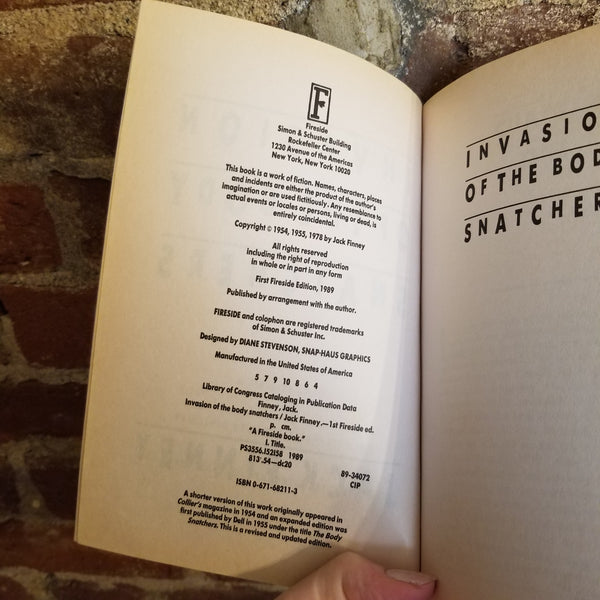 F
Fireside
Simon & Schuster Building
Rockefeller Center
1230 Avenue of the Americas
New York, New York 10020
This book is a work of fiction. Names, characters, places
and incidents are either the product of the author's
imagination or are used fictitiously. Any resemblance to
actual events or locales or persons, living or dead, is
entirely coincidental.
Copyright © 1954, 1955, 1978 by Jack Finney
All rights reserved
including the right of reproduction
in whole or in part in any form
First Fireside Edition, 1989
Published by arrangement with the author.
FIRESIDE and colophon are registered trademarks
of Simon & Schuster Inc.
Designed by DIANE STEVENSON, SNAP-HAUS GRAPHICS
Manufactured in the United States of America
5 7 9 10 8 6 4
Library of Congress Cataloging in Publication Data
Finney, Jack.
Invasion of the body snatchers / Jack Finney.—1st Fireside ed.
p. cm.
"A Fireside book."
I. Title.
PS3556.I52I58 1989
813'.54—dc20 89-34072
CIP
ISBN 0-671-68211-3
A shorter version of this work originally appeared in
Collier's magazine in 1954 and an expanded edition was
first published by Dell in 1955 under the title The Body
Snatchers. This is a revised and updated edition.
INVASIO
OF THE BOD
SNATCHER